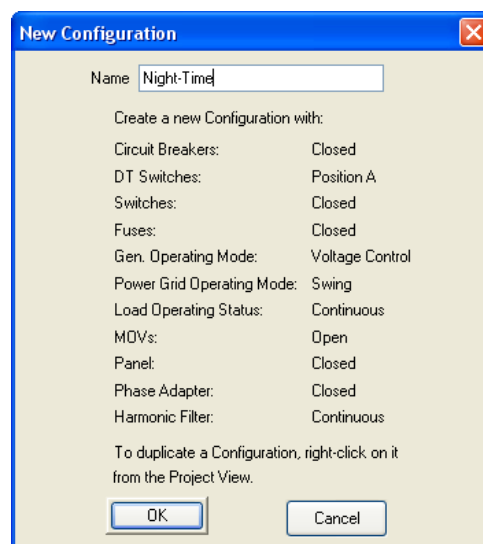 New Configuration
Name Night-Time
Create a new Configuration with:
Circuit Breakers: Closed
DT Switches: Position A
Switches: Closed
Fuses: Closed
Gen. Operating Mode: Voltage Control
Power Grid Operating Mode: Swing
Load Operating Status: Continuous
MOVs: Open
Panel: Closed
Phase Adapter: Closed
Harmonic Filter: Continuous
To duplicate a Configuration, right-click on it
from the Project View.
OK Cancel